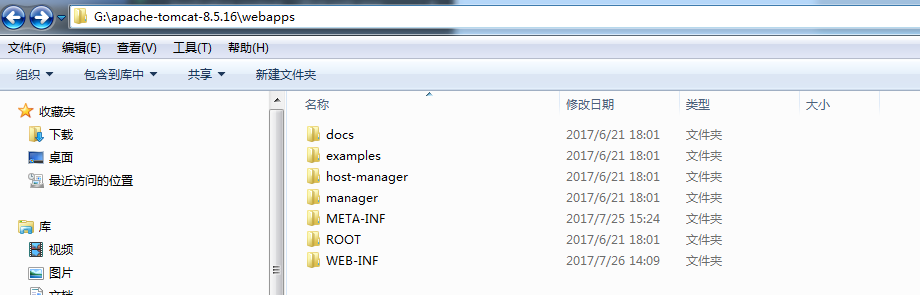 G:\apache-tomcat-8.5.16\webapps
文件(F) 编辑(E) 查看(V) 工具(T) 帮助(H)
组织 包含到库中 共享 新建文件夹
收藏夹
下载
桌面
最近访问的位置
库
视频
图片
文档
名称 修改日期 类型 大小
docs 2017/6/21 18:01 文件夹
examples 2017/6/21 18:01 文件夹
host-manager 2017/6/21 18:01 文件夹
manager 2017/6/21 18:01 文件夹
META-INF 2017/7/25 15:24 文件夹
ROOT 2017/6/21 18:01 文件夹
WEB-INF 2017/7/26 14:09 文件夹